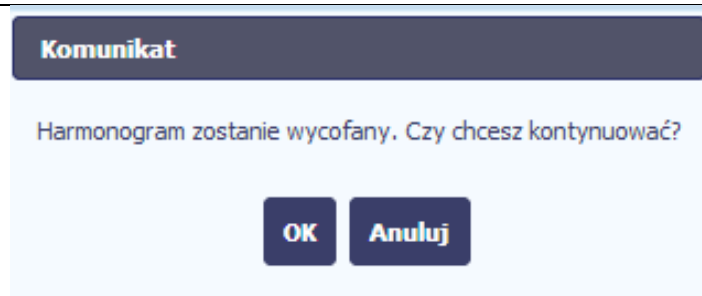 Komunikat
Harmonogram zostanie wycofany. Czy chcesz kontynuować?
OK Anuluj